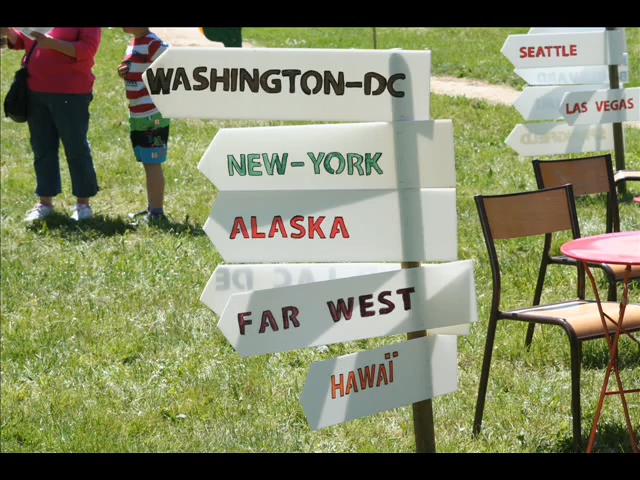 WASHINGTON-DC
NEW-YORK
ALASKA
FAR WEST
HAWAÏ
SEATTLE
LAS VEGAS